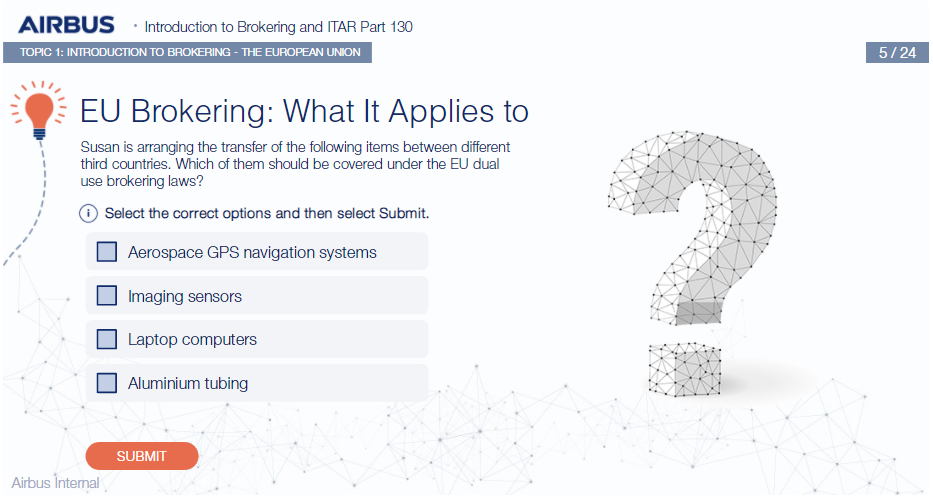 AIRBUS · Introduction to Brokering and ITAR Part 130
TOPIC 1: INTRODUCTION TO BROKERING - THE EUROPEAN UNION
5 / 24
EU Brokering: What It Applies to
Susan is arranging the transfer of the following items between different
third countries. Which of them should be covered under the EU dual
use brokering laws?
i Select the correct options and then select Submit.
Aerospace GPS navigation systems
Imaging sensors
Laptop computers
Aluminium tubing
SUBMIT
Airbus Internal